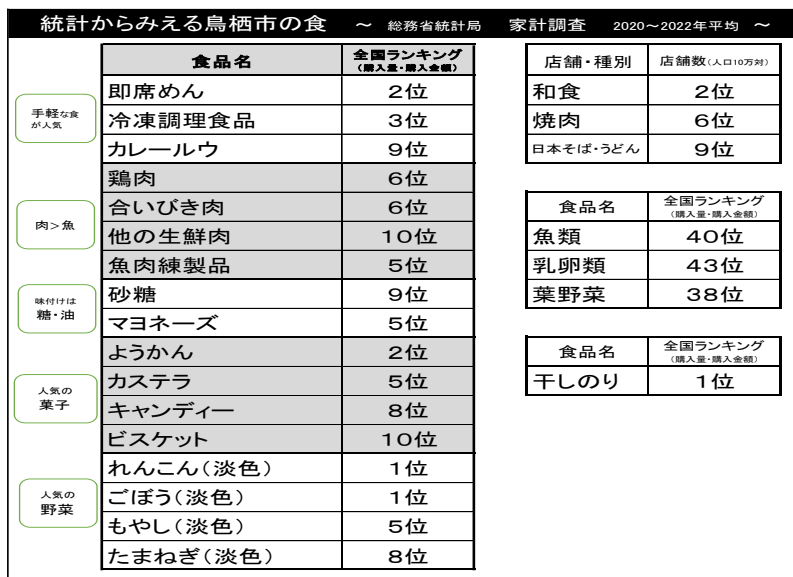 統計からみえる鳥栖市の食 ～ 総務省統計局 家計調査 2020～2022年平均 ～
食品名 全国ランキング
(購入量・購入金額)
手軽な食
が人気
即席めん 2位
冷凍調理食品 3位
カレールウ 9位
肉>魚
鶏肉 6位
合いびき肉 6位
他の生鮮肉 10位
魚肉練製品 5位
味付けは
糖・油
砂糖 9位
マヨネーズ 5位
人気の
菓子
ようかん 2位
カステラ 5位
キャンディー 8位
ビスケット 10位
人気の
野菜
れんこん(淡色) 1位
ごぼう(淡色) 1位
もやし(淡色) 5位
たまねぎ(淡色) 8位
店舗・種別 店舗数(人口10万対)
和食 2位
焼肉 6位
日本そば・うどん 9位
食品名 全国ランキング
(購入量・購入金額)
魚類 40位
乳卵類 43位
葉野菜 38位
食品名 全国ランキング
(購入量・購入金額)
干しのり 1位